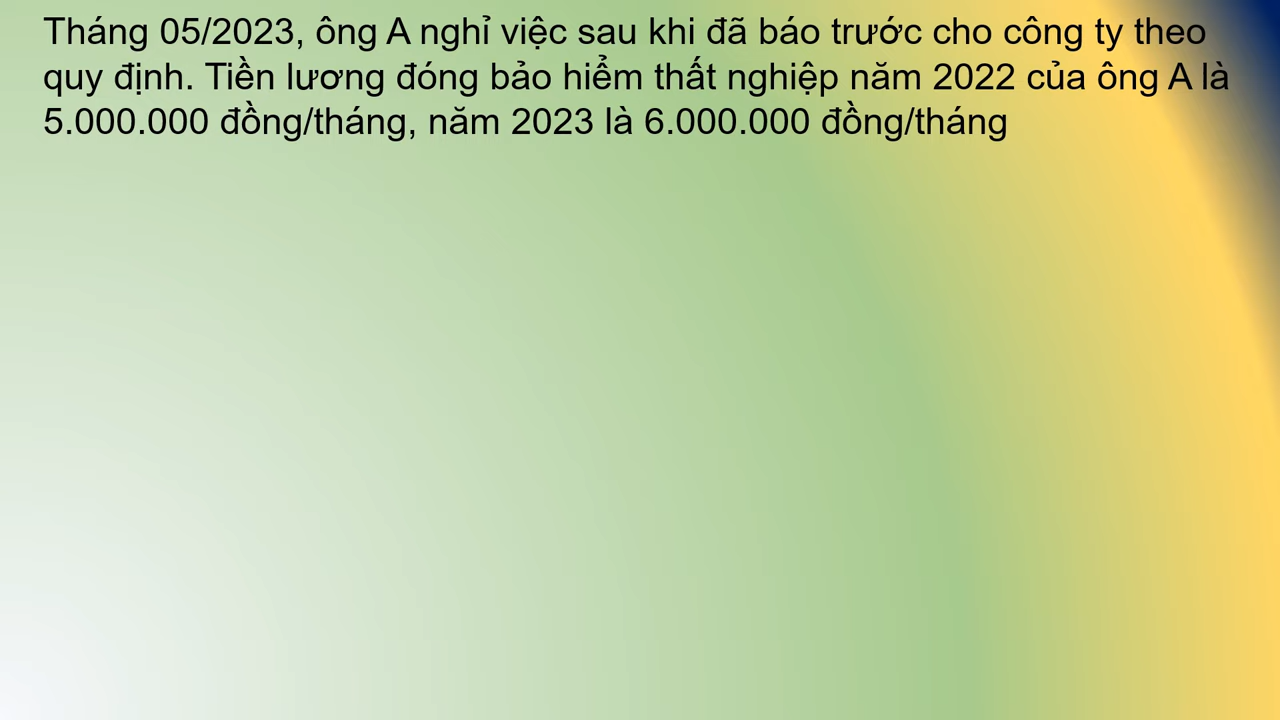 Tháng 05/2023, ông A nghỉ việc sau khi đã báo trước cho công ty theo
quy định. Tiền lương đóng bảo hiểm thất nghiệp năm 2022 của ông A là
5.000.000 đồng/tháng, năm 2023 là 6.000.000 đồng/tháng